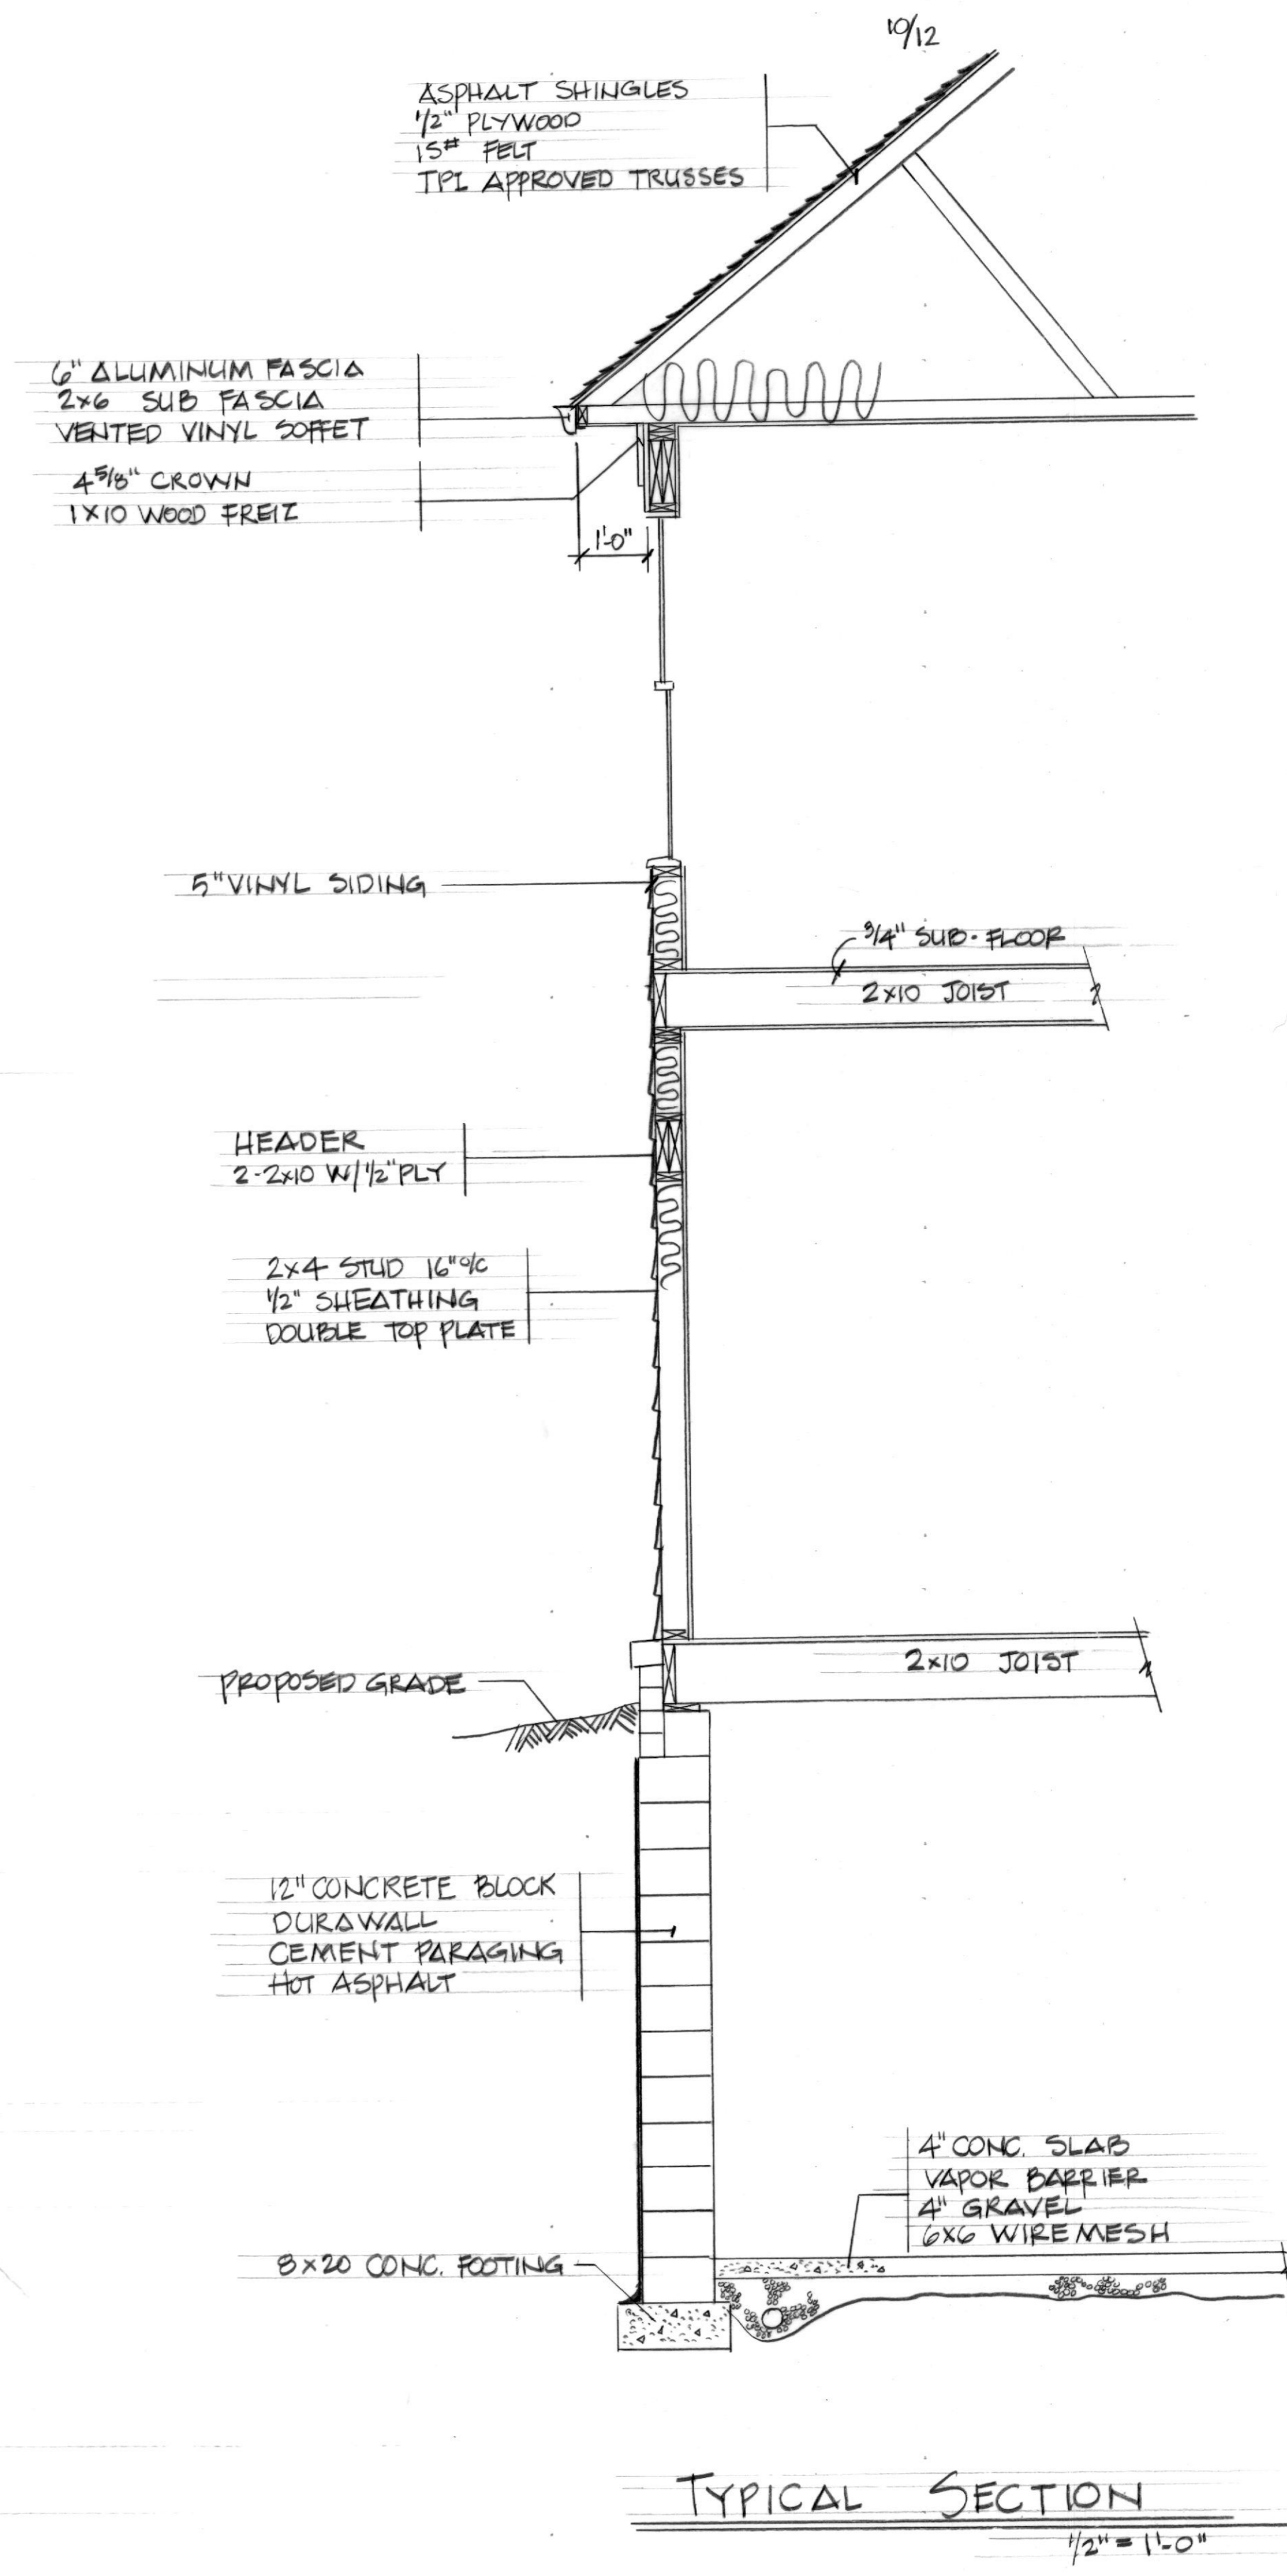 10/12
ASPHALT SHINGLES
1/2" PLYWOOD
15# FELT
TPI APPROVED TRUSSES
6" ALUMINUM FASCIA
2x6 SUB FASCIA
VENTED VINYL SOFFET
4 5/8" CROWN
1X10 WOOD FREIZ
1'-0"
5" VINYL SIDING
3/4" SUB-FLOOR
2x10 JOIST
HEADER
2-2x10 W/ 1/2" PLY
2x4 STUD 16" o/c
1/2" SHEATHING
DOUBLE TOP PLATE
2x10 JOIST
PROPOSED GRADE
12" CONCRETE BLOCK
DURAWALL
CEMENT PARAGING
HOT ASPHALT
4" CONC. SLAB
VAPOR BARRIER
4" GRAVEL
6X6 WIRE MESH
8x20 CONC. FOOTING
TYPICAL SECTION
1/2" = 1'-0"